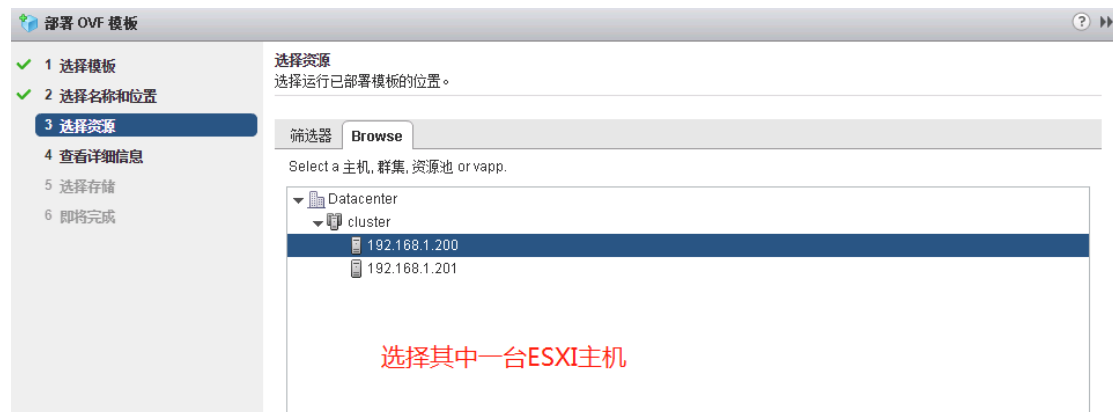 部署 OVF 模板
1 选择模板
2 选择名称和位置
3 选择资源
4 查看详细信息
5 选择存储
6 即将完成
选择资源
选择运行已部署模板的位置。
筛选器 Browse
Select a 主机, 群集, 资源池 or vapp.
Datacenter
cluster
192.168.1.200
192.168.1.201
选择其中一台ESXI主机